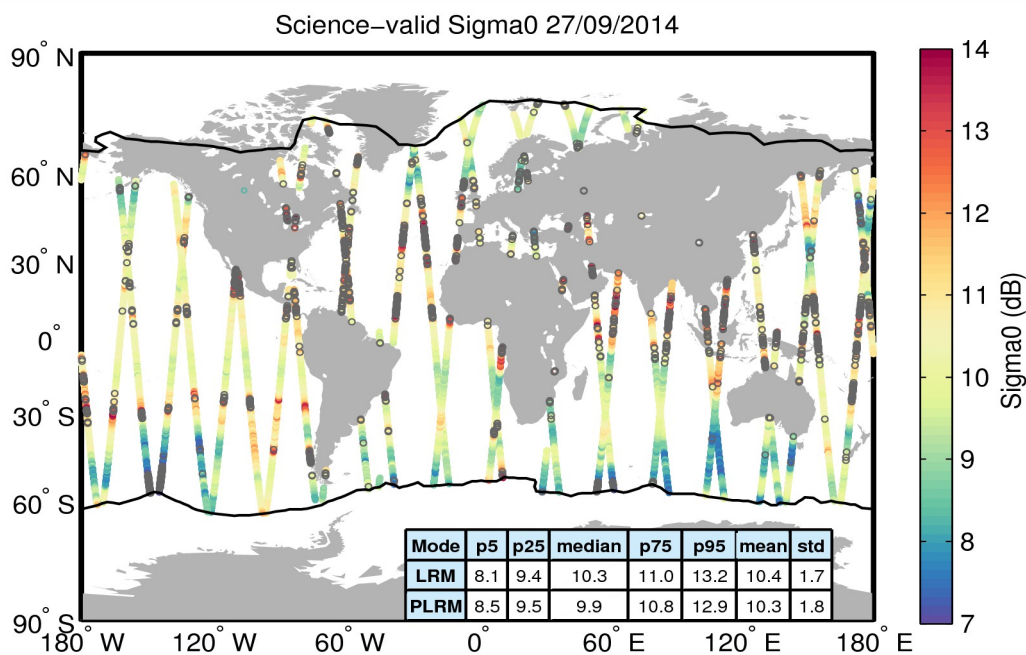 Science−valid Sigma0 27/09/2014
90° N
60° N
30° N
0°
30° S
60° S
90° S
180° W
120° W
60° W
0°
60° E
120° E
180° E
14
13
12
11
10
9
8
7
Sigma0 (dB)
Mode p5 p25 median p75 p95 mean std
LRM 8.1 9.4 10.3 11.0 13.2 10.4 1.7
PLRM 8.5 9.5 9.9 10.8 12.9 10.3 1.8